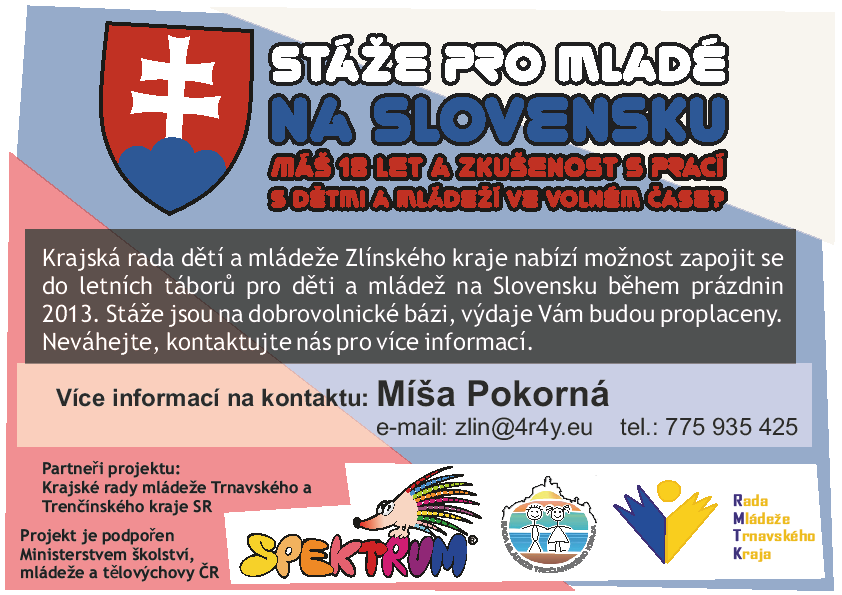 STÁŽE PRO MLADÉ
NA SLOVENSKU
MÁŠ 18 LET A ZKUŠENOST S PRACÍ
S DĚTMI A MLÁDEŽÍ VE VOLNÉM ČASE?
Krajská rada dětí a mládeže Zlínského kraje nabízí možnost zapojit se
do letních táborů pro děti a mládež na Slovensku během prázdnin
2013. Stáže jsou na dobrovolnické bázi, výdaje Vám budou proplaceny.
Neváhejte, kontaktujte nás pro více informací.
Více informací na kontaktu: Míša Pokorná
e-mail: zlin@4r4y.eu tel.: 775 935 425
Partneři projektu:
Krajské rady mládeže Trnavského a
Trenčínského kraje SR
Projekt je podpořen
Ministerstvem školství,
mládeže a tělovýchovy ČR
SPEKTRUM®
RADA MLÁDEŽE TRENČIANSKEHO KRAJA
Rada
Mládeže
Trnavského
Kraja